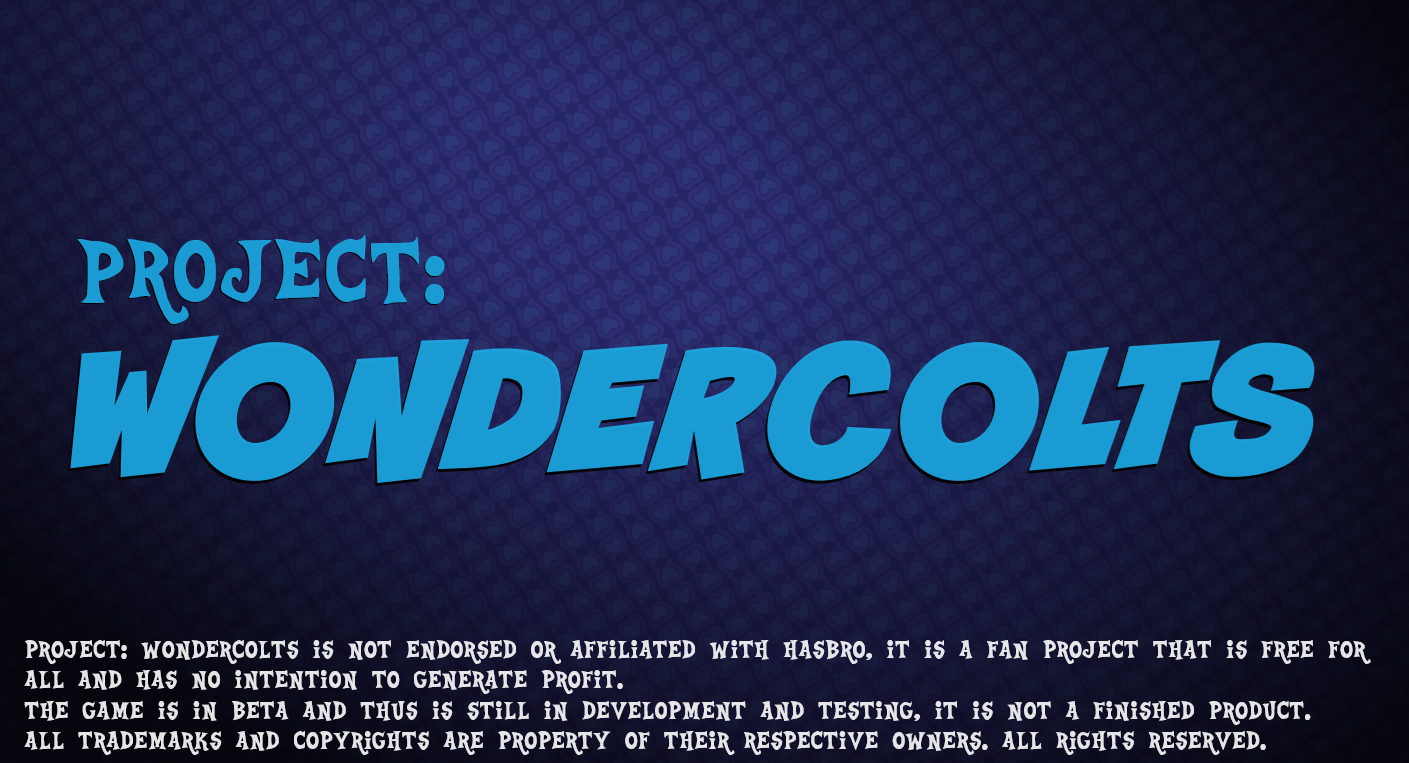 PROJECT:
WONDERCOLTS
PROJECT: WONDERCOLTS iS NOT ENDORSED OR AFFiLiATED WiTH HASBRO, iT iS A FAN PROJECT THAT iS FREE FOR
ALL AND HAS NO iNTENTiON TO GENERATE PROFiT.
THE GAME iS iN BETA AND THUS iS STiLL iN DEVELOPMENT AND TESTiNG, iT iS NOT A FiNiSHED PRODUCT.
ALL TRADEMARKS AND COPYRiGHTS ARE PROPERTY OF THEiR RESPECTiVE OWNERS. ALL RiGHTS RESERVED.